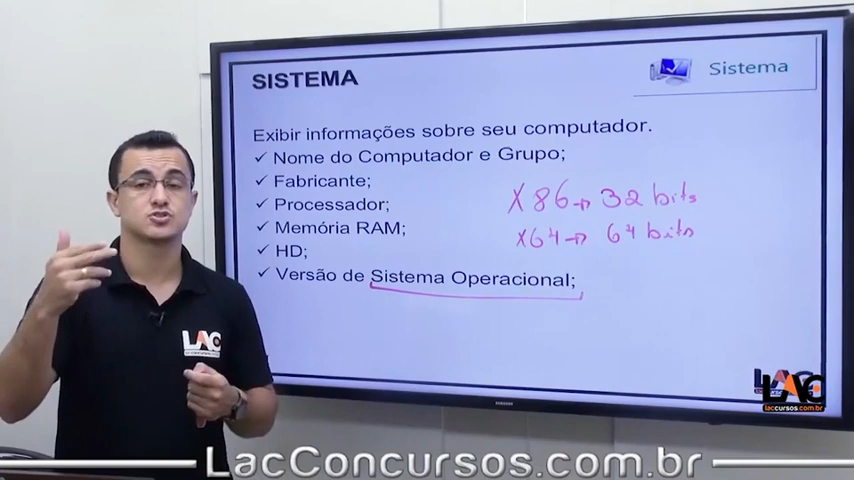 SISTEMA
Sistema
Exibir informações sobre seu computador.
✓ Nome do Computador e Grupo;
✓ Fabricante;
✓ Processador;
✓ Memória RAM;
✓ HD;
✓ Versão de Sistema Operacional;
X86→ 32 bits
X64→ 64 bits
LAC
LAC
laccursos.com.br
SAMSUNG
LacConcursos.com.br